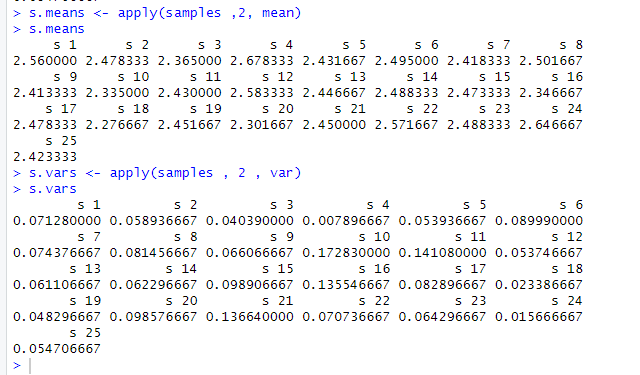 > s.means <- apply(samples ,2, mean)
> s.means
s 1 s 2 s 3 s 4 s 5 s 6 s 7 s 8
2.560000 2.478333 2.365000 2.678333 2.431667 2.495000 2.418333 2.501667
s 9 s 10 s 11 s 12 s 13 s 14 s 15 s 16
2.413333 2.335000 2.430000 2.583333 2.446667 2.488333 2.473333 2.346667
s 17 s 18 s 19 s 20 s 21 s 22 s 23 s 24
2.478333 2.276667 2.451667 2.301667 2.450000 2.571667 2.488333 2.646667
s 25
2.423333
> s.vars <- apply(samples , 2 , var)
> s.vars
s 1 s 2 s 3 s 4 s 5 s 6
0.071280000 0.058936667 0.040390000 0.007896667 0.053936667 0.089990000
s 7 s 8 s 9 s 10 s 11 s 12
0.074376667 0.081456667 0.066066667 0.172830000 0.141080000 0.053746667
s 13 s 14 s 15 s 16 s 17 s 18
0.061106667 0.062296667 0.098906667 0.135546667 0.082896667 0.023386667
s 19 s 20 s 21 s 22 s 23 s 24
0.048296667 0.098576667 0.136640000 0.070736667 0.064296667 0.015666667
s 25
0.054706667
>